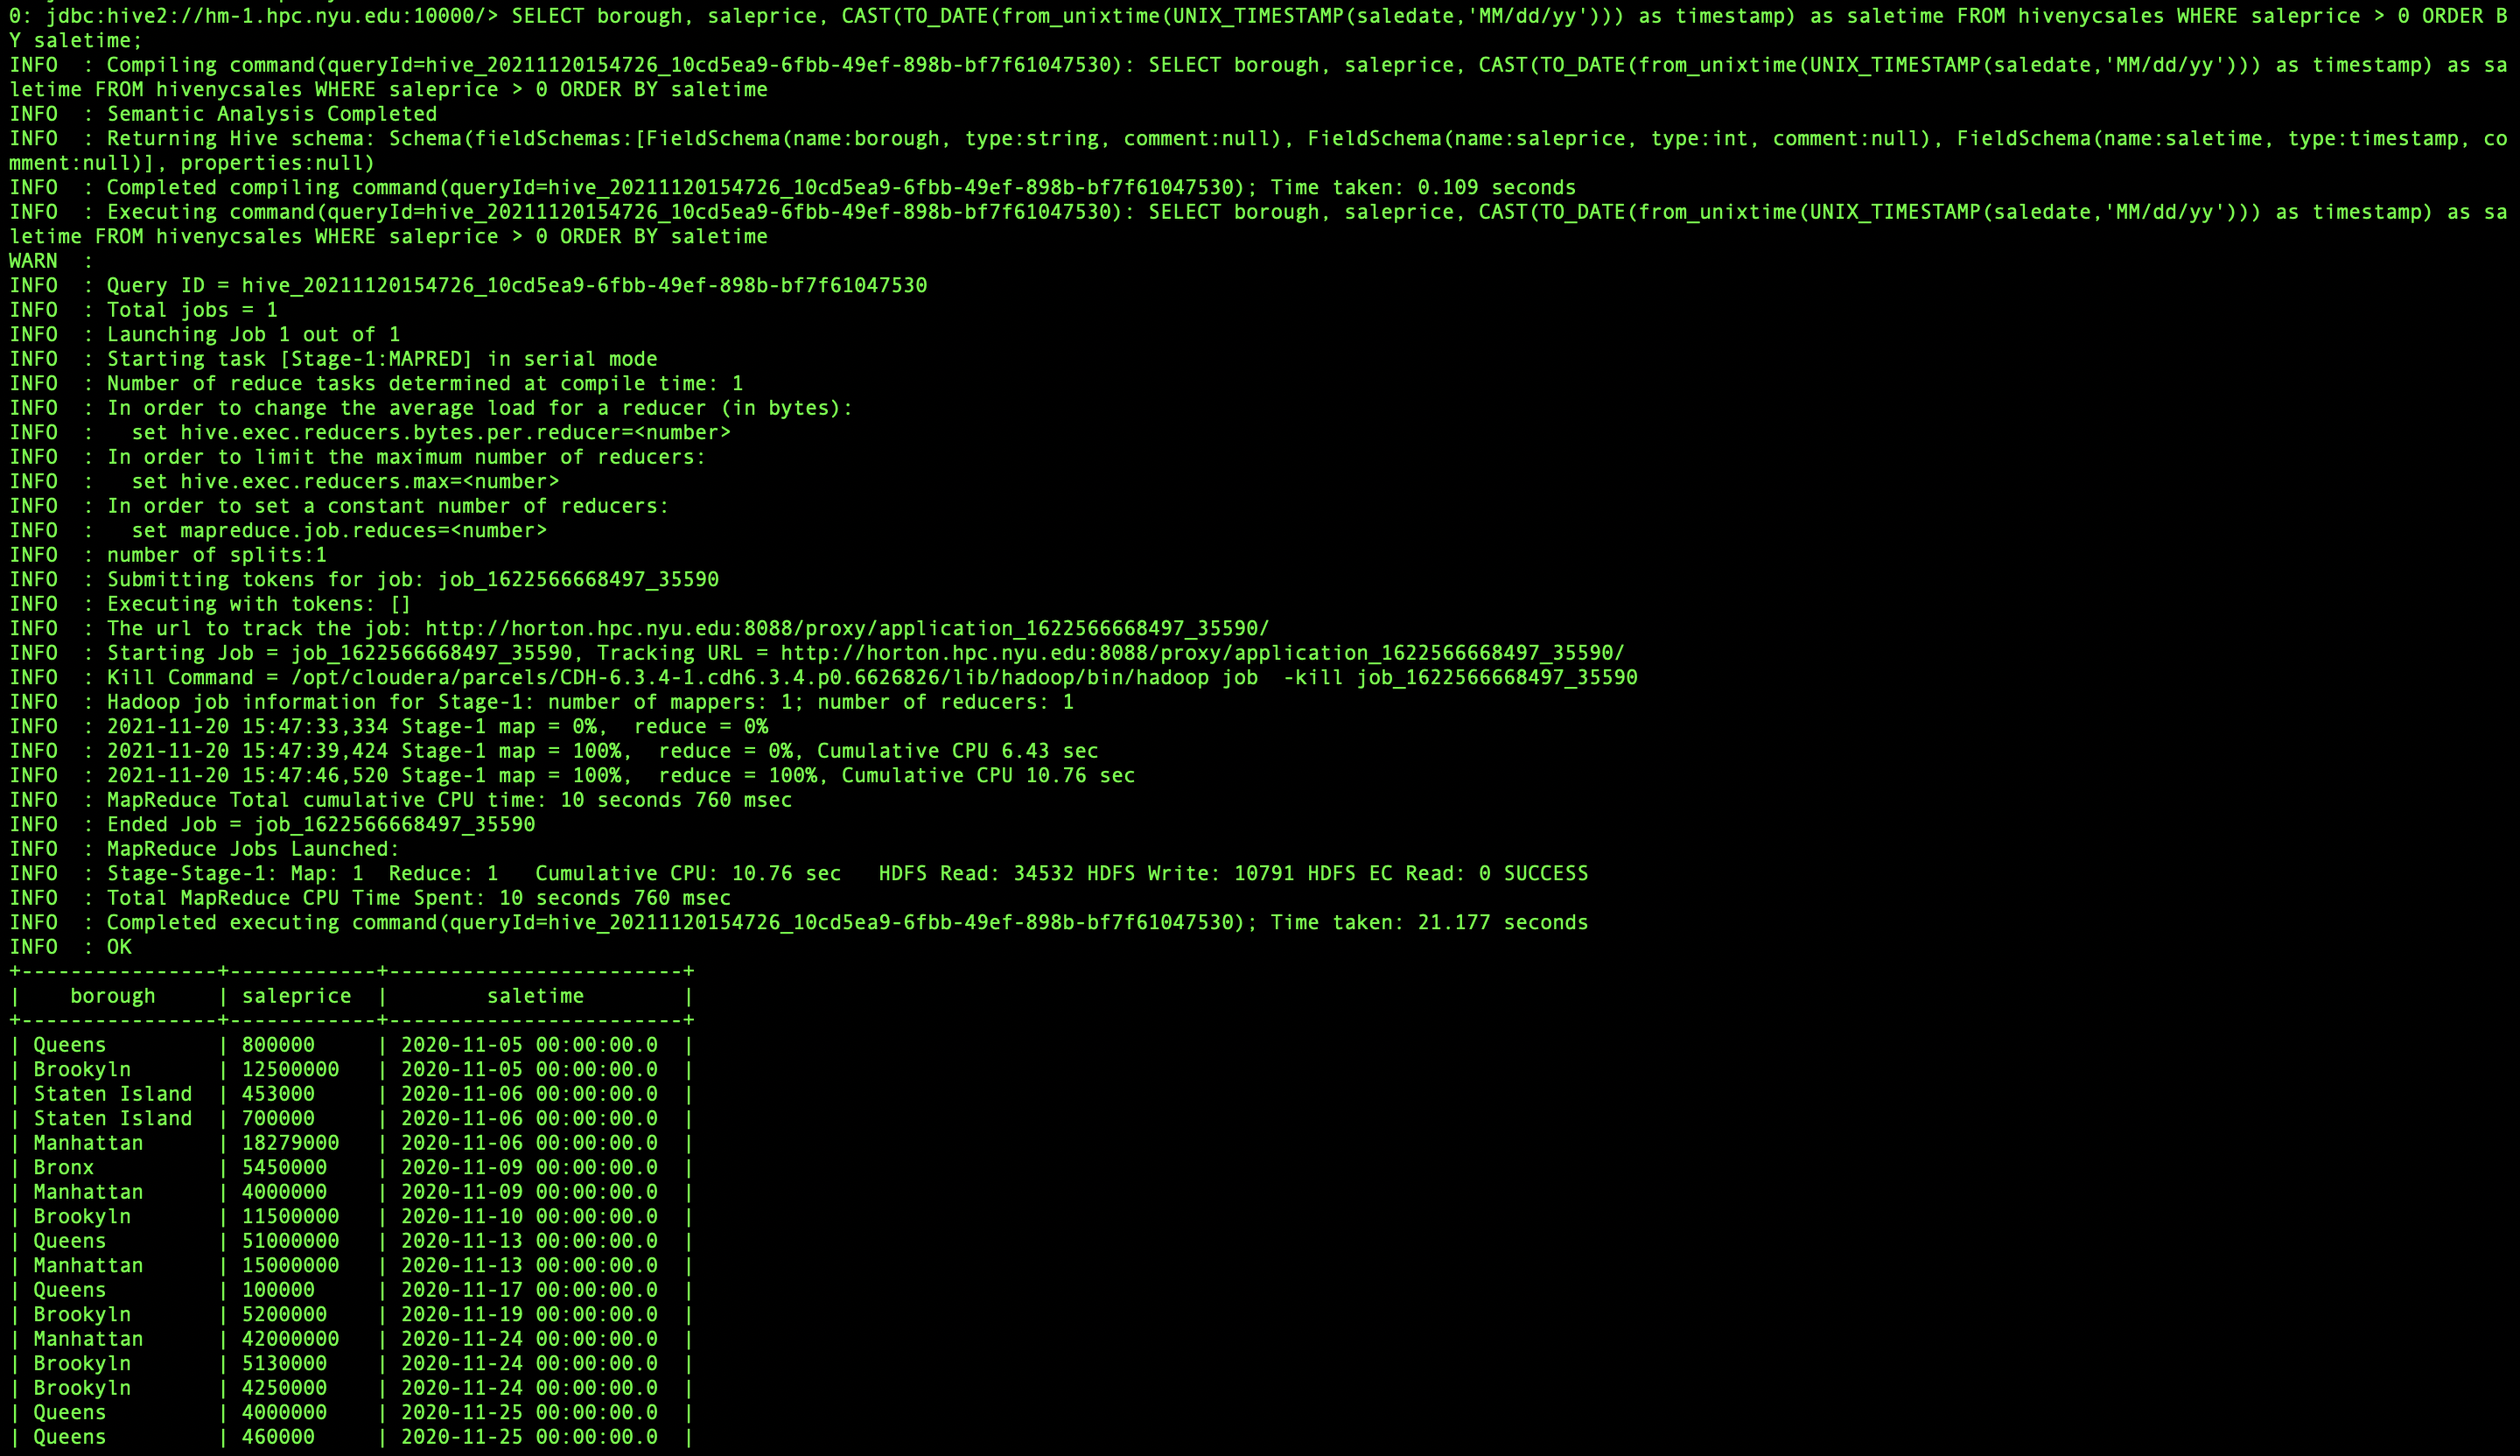 0: jdbc:hive2://hm-1.hpc.nyu.edu:10000/> SELECT borough, saleprice, CAST(TO_DATE(from_unixtime(UNIX_TIMESTAMP(saledate,'MM/dd/yy'))) as timestamp) as saletime FROM hivenycsales WHERE saleprice > 0 ORDER B
Y saletime;
INFO  : Compiling command(queryId=hive_20211120154726_10cd5ea9-6fbb-49ef-898b-bf7f61047530): SELECT borough, saleprice, CAST(TO_DATE(from_unixtime(UNIX_TIMESTAMP(saledate,'MM/dd/yy'))) as timestamp) as sa
letime FROM hivenycsales WHERE saleprice > 0 ORDER BY saletime
INFO  : Semantic Analysis Completed
INFO  : Returning Hive schema: Schema(fieldSchemas:[FieldSchema(name:borough, type:string, comment:null), FieldSchema(name:saleprice, type:int, comment:null), FieldSchema(name:saletime, type:timestamp, co
mment:null)], properties:null)
INFO  : Completed compiling command(queryId=hive_20211120154726_10cd5ea9-6fbb-49ef-898b-bf7f61047530); Time taken: 0.109 seconds
INFO  : Executing command(queryId=hive_20211120154726_10cd5ea9-6fbb-49ef-898b-bf7f61047530): SELECT borough, saleprice, CAST(TO_DATE(from_unixtime(UNIX_TIMESTAMP(saledate,'MM/dd/yy'))) as timestamp) as sa
letime FROM hivenycsales WHERE saleprice > 0 ORDER BY saletime
WARN  :
INFO  : Query ID = hive_20211120154726_10cd5ea9-6fbb-49ef-898b-bf7f61047530
INFO  : Total jobs = 1
INFO  : Launching Job 1 out of 1
INFO  : Starting task [Stage-1:MAPRED] in serial mode
INFO  : Number of reduce tasks determined at compile time: 1
INFO  : In order to change the average load for a reducer (in bytes):
INFO  :   set hive.exec.reducers.bytes.per.reducer=<number>
INFO  : In order to limit the maximum number of reducers:
INFO  :   set hive.exec.reducers.max=<number>
INFO  : In order to set a constant number of reducers:
INFO  :   set mapreduce.job.reduces=<number>
INFO  : number of splits:1
INFO  : Submitting tokens for job: job_1622566668497_35590
INFO  : Executing with tokens: []
INFO  : The url to track the job: http://horton.hpc.nyu.edu:8088/proxy/application_1622566668497_35590/
INFO  : Starting Job = job_1622566668497_35590, Tracking URL = http://horton.hpc.nyu.edu:8088/proxy/application_1622566668497_35590/
INFO  : Kill Command = /opt/cloudera/parcels/CDH-6.3.4-1.cdh6.3.4.p0.6626826/lib/hadoop/bin/hadoop job  -kill job_1622566668497_35590
INFO  : Hadoop job information for Stage-1: number of mappers: 1; number of reducers: 1
INFO  : 2021-11-20 15:47:33,334 Stage-1 map = 0%,  reduce = 0%
INFO  : 2021-11-20 15:47:39,424 Stage-1 map = 100%,  reduce = 0%, Cumulative CPU 6.43 sec
INFO  : 2021-11-20 15:47:46,520 Stage-1 map = 100%,  reduce = 100%, Cumulative CPU 10.76 sec
INFO  : MapReduce Total cumulative CPU time: 10 seconds 760 msec
INFO  : Ended Job = job_1622566668497_35590
INFO  : MapReduce Jobs Launched:
INFO  : Stage-Stage-1: Map: 1  Reduce: 1   Cumulative CPU: 10.76 sec   HDFS Read: 34532 HDFS Write: 10791 HDFS EC Read: 0 SUCCESS
INFO  : Total MapReduce CPU Time Spent: 10 seconds 760 msec
INFO  : Completed executing command(queryId=hive_20211120154726_10cd5ea9-6fbb-49ef-898b-bf7f61047530); Time taken: 21.177 seconds
INFO  : OK
+----------------+------------+------------------------+
|    borough     | saleprice  |        saletime        |
+----------------+------------+------------------------+
| Queens         | 800000     | 2020-11-05 00:00:00.0  |
| Brookyln       | 12500000   | 2020-11-05 00:00:00.0  |
| Staten Island  | 453000     | 2020-11-06 00:00:00.0  |
| Staten Island  | 700000     | 2020-11-06 00:00:00.0  |
| Manhattan      | 18279000   | 2020-11-06 00:00:00.0  |
| Bronx          | 5450000    | 2020-11-09 00:00:00.0  |
| Manhattan      | 4000000    | 2020-11-09 00:00:00.0  |
| Brookyln       | 11500000   | 2020-11-10 00:00:00.0  |
| Queens         | 51000000   | 2020-11-13 00:00:00.0  |
| Manhattan      | 15000000   | 2020-11-13 00:00:00.0  |
| Queens         | 100000     | 2020-11-17 00:00:00.0  |
| Brookyln       | 5200000    | 2020-11-19 00:00:00.0  |
| Manhattan      | 42000000   | 2020-11-24 00:00:00.0  |
| Brookyln       | 5130000    | 2020-11-24 00:00:00.0  |
| Brookyln       | 4250000    | 2020-11-24 00:00:00.0  |
| Queens         | 4000000    | 2020-11-25 00:00:00.0  |
| Queens         | 460000     | 2020-11-25 00:00:00.0  |